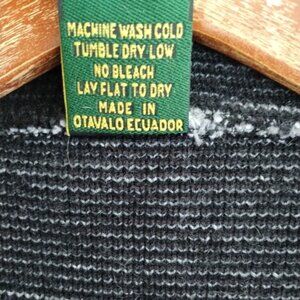 MACHINE WASH COLD
TUMBLE DRY LOW
NO BLEACH
LAY FLAT TO DRY
MADE IN
OTAVALO ECUADOR